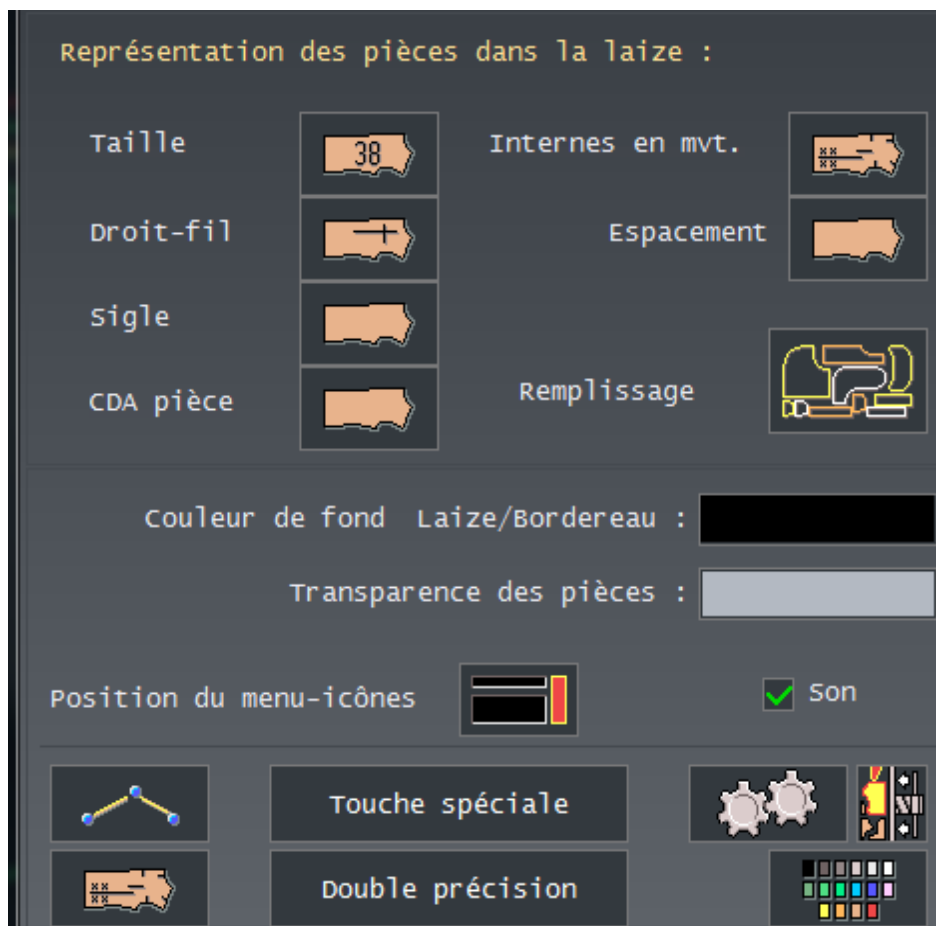 Représentation des pièces dans la laize :
Taille
38
Internes en mvt.
Droit-fil
Espacement
Sigle
CDA pièce
Remplissage
Couleur de fond Laize/Bordereau :
Transparence des pièces :
Position du menu-icônes
Son
Touche spéciale
Double précision